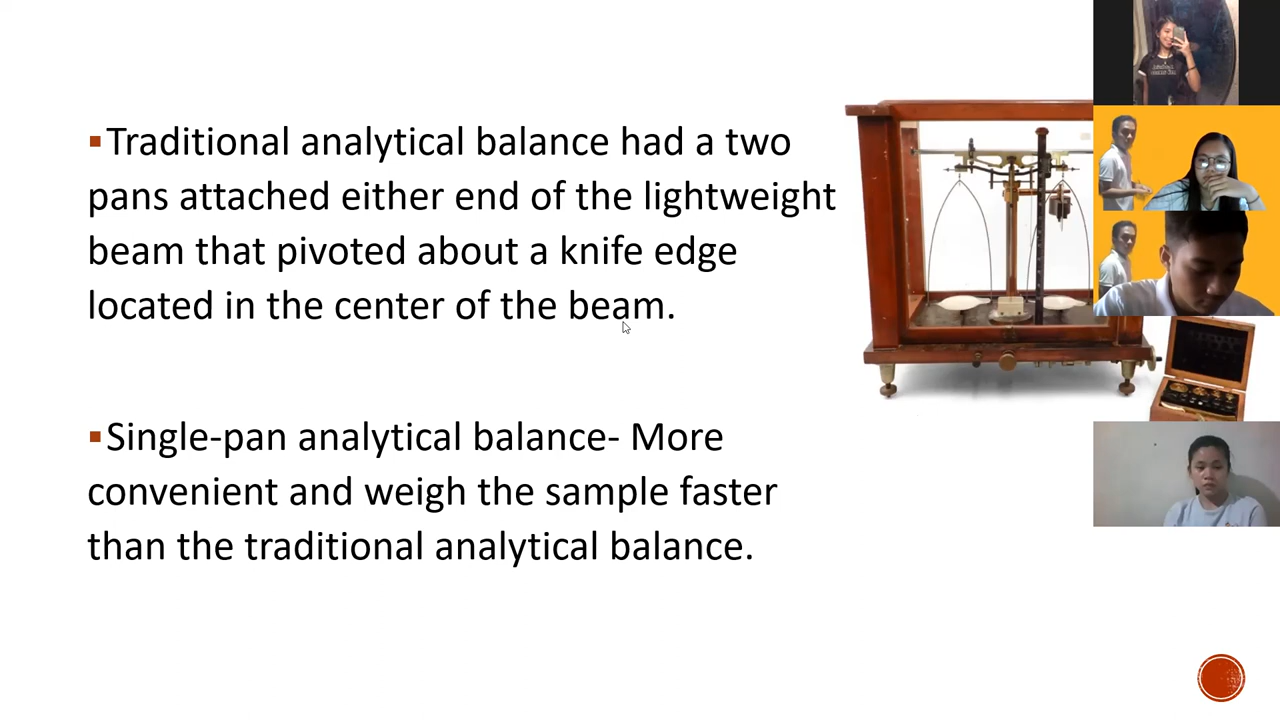 ▪Traditional analytical balance had a two
pans attached either end of the lightweight
beam that pivoted about a knife edge
located in the center of the beam.
▪Single-pan analytical balance- More
convenient and weigh the sample faster
than the traditional analytical balance.